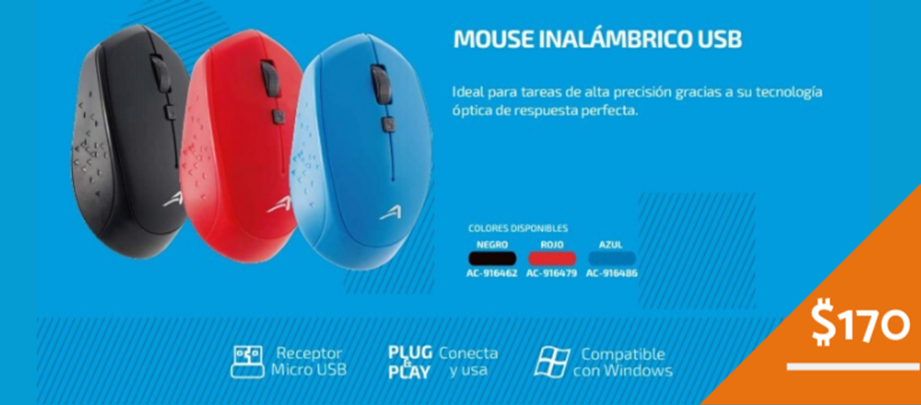 MOUSE INALÁMBRICO USB
Ideal para tareas de alta precisión gracias a su tecnología
óptica de respuesta perfecta.
COLORES DISPONIBLES
NEGRO ROJO AZUL
AC-916462 AC-916479 AC-916486
$170
Receptor
Micro USB
PLUG
&
PLAY
Conecta
y usa
Compatible
con Windows